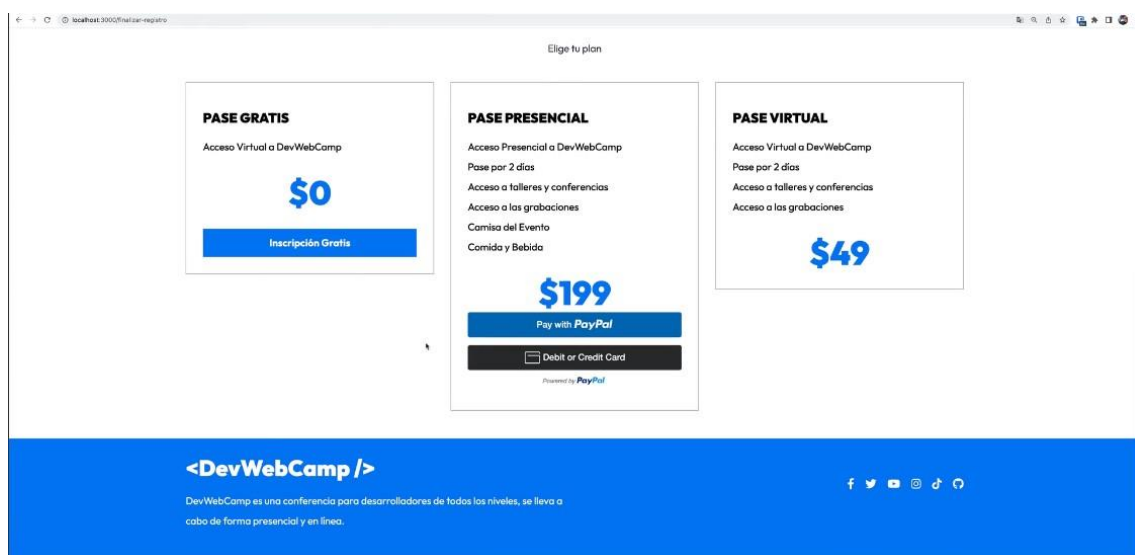 localhost:3000/finalizar-registro
Elige tu plan
PASE GRATIS
Acceso Virtual a DevWebCamp
$0
Inscripción Gratis
PASE PRESENCIAL
Acceso Presencial a DevWebCamp
Pase por 2 días
Acceso a talleres y conferencias
Acceso a las grabaciones
Camisa del Evento
Comida y Bebida
$199
Pay with PayPal
Debit or Credit Card
Powered by PayPal
PASE VIRTUAL
Acceso Virtual a DevWebCamp
Pase por 2 días
Acceso a talleres y conferencias
Acceso a las grabaciones
$49
<DevWebCamp />
DevWebCamp es una conferencia para desarrolladores de todos los niveles, se lleva a
cabo de forma presencial y en línea.